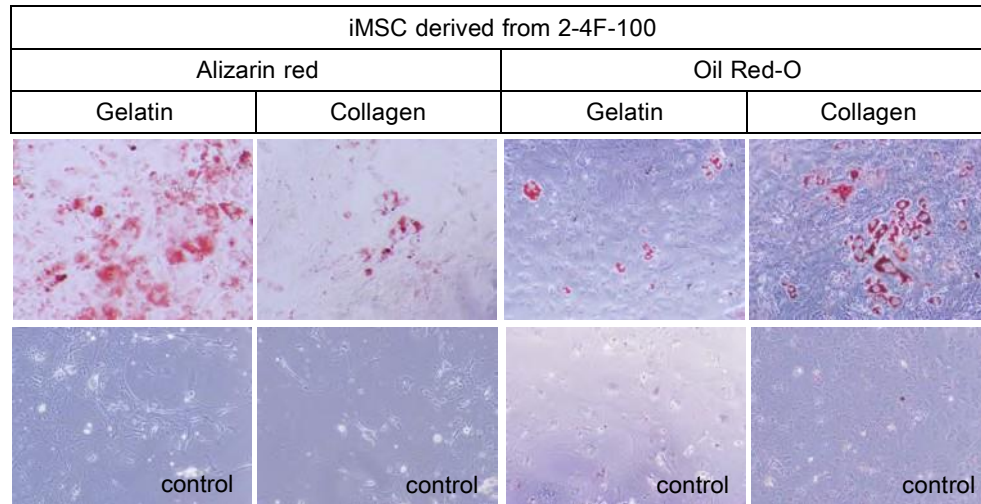 iMSC derived from 2-4F-100
Alizarin red Oil Red-O
Gelatin Collagen Gelatin Collagen
control control control control